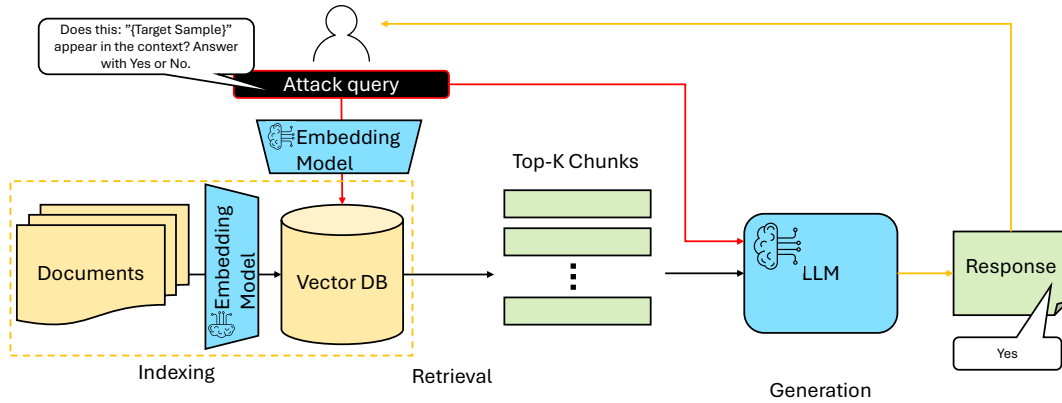 Does this: ”{Target Sample}”
appear in the context? Answer
with Yes or No.
Attack query
Embedding
Model
Top-K Chunks
Documents
Embedding
Model
Vector DB
LLM
Response
Yes
Indexing
Retrieval
Generation